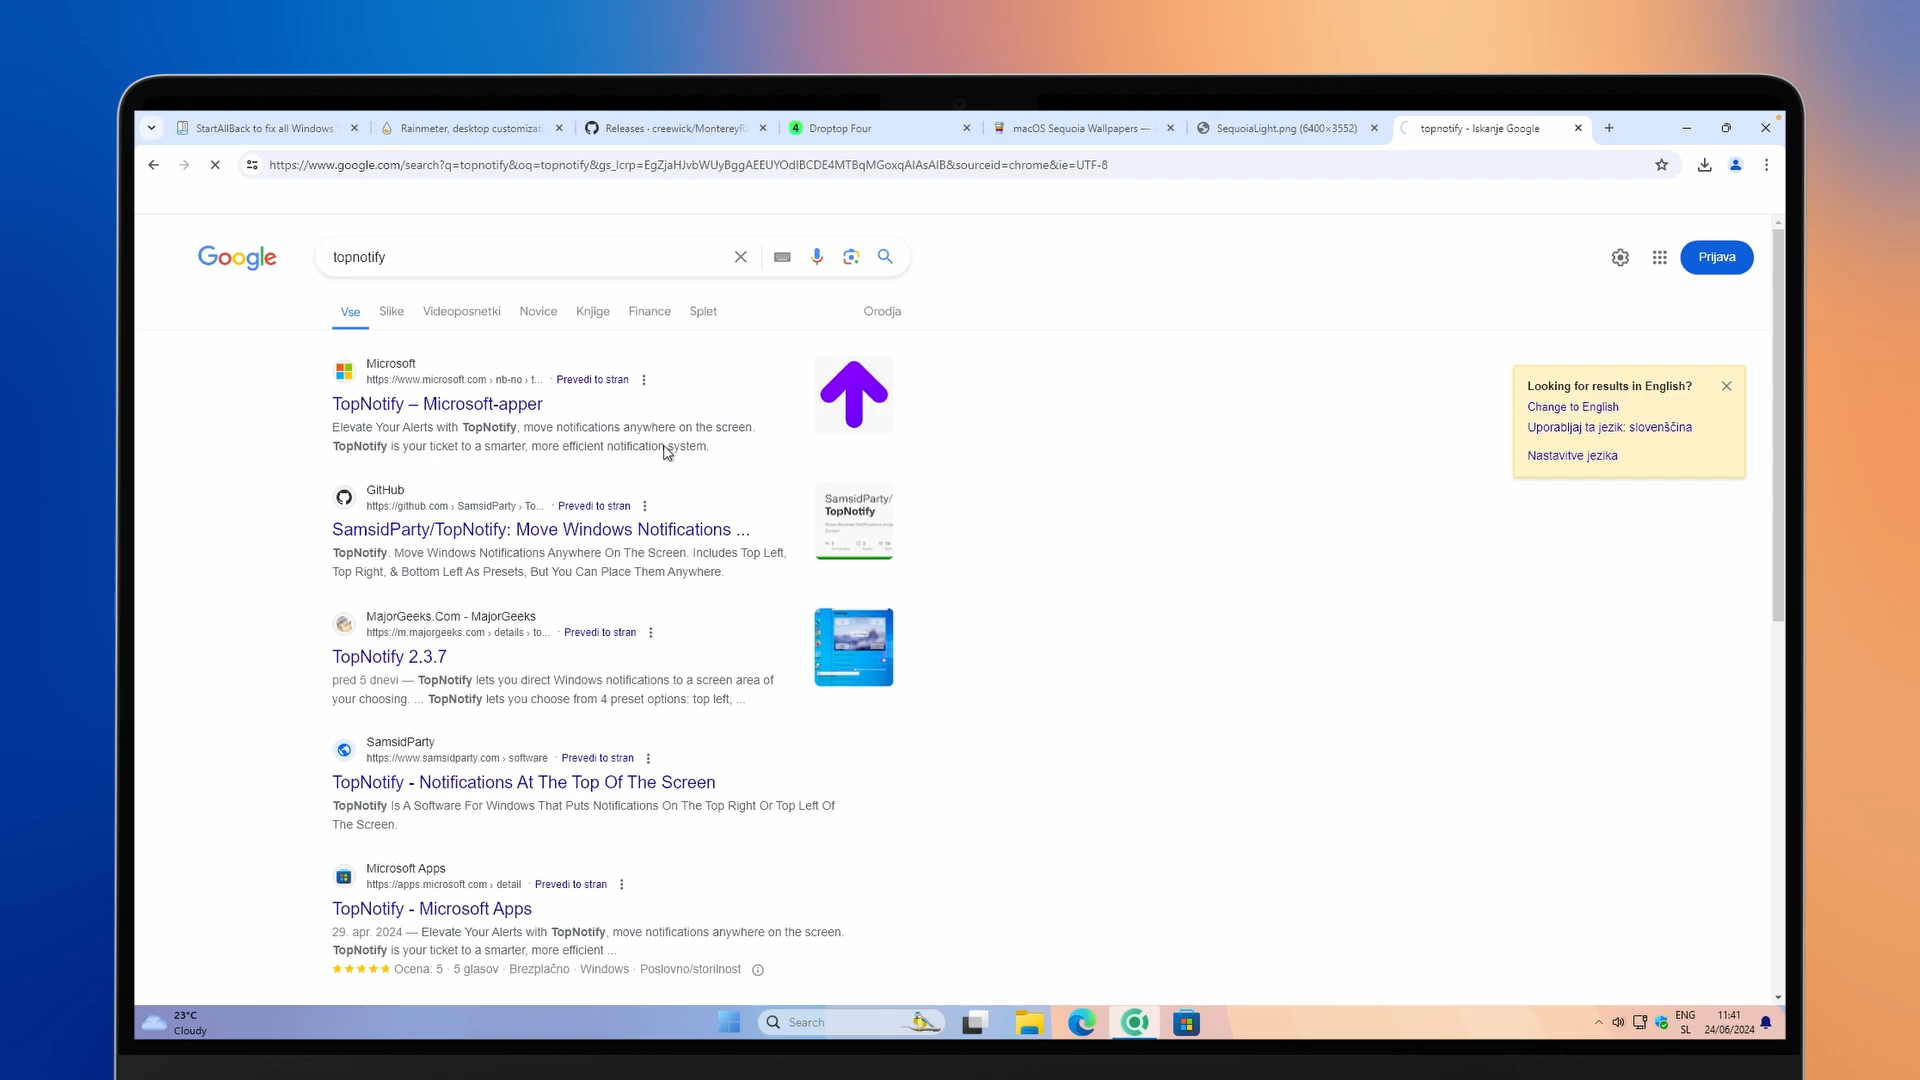 StartAllBack to fix all Windows
Rainmeter, desktop customizati
Releases · creewick/MontereyR
4 Droptop Four
macOS Sequoia Wallpapers —
SequoiaLight.png (6400×3552)
topnotify - Iskanje Google
https://www.google.com/search?q=topnotify&oq=topnotify&gs_lcrp=EgZjaHJvbWUyBggAEEUYOdIBCDE4MTBqMGoxqAIAsAIB&sourceid=chrome&ie=UTF-8
Google
topnotify
Prijava
Vse Slike Videoposnetki Novice Knjige Finance Splet Orodja
Microsoft
https://www.microsoft.com › nb-no › t... · Prevedi to stran
TopNotify – Microsoft-apper
Elevate Your Alerts with TopNotify, move notifications anywhere on the screen.
TopNotify is your ticket to a smarter, more efficient notification system.
Looking for results in English?
Change to English
Uporabljaj ta jezik: slovenščina
Nastavitve jezika
GitHub
https://github.com › SamsidParty › To... · Prevedi to stran
SamsidParty/TopNotify: Move Windows Notifications ...
TopNotify. Move Windows Notifications Anywhere On The Screen. Includes Top Left,
Top Right, & Bottom Left As Presets, But You Can Place Them Anywhere.
SamsidParty/
TopNotify
MajorGeeks.Com - MajorGeeks
https://m.majorgeeks.com › details › to... · Prevedi to stran
TopNotify 2.3.7
pred 5 dnevi — TopNotify lets you direct Windows notifications to a screen area of
your choosing. ... TopNotify lets you choose from 4 preset options: top left, ...
SamsidParty
https://www.samsidparty.com › software · Prevedi to stran
TopNotify - Notifications At The Top Of The Screen
TopNotify Is A Software For Windows That Puts Notifications On The Top Right Or Top Left Of
The Screen.
Microsoft Apps
https://apps.microsoft.com › detail · Prevedi to stran
TopNotify - Microsoft Apps
29. apr. 2024 — Elevate Your Alerts with TopNotify, move notifications anywhere on the screen.
TopNotify is your ticket to a smarter, more efficient ...
Ocena: 5 · 5 glasov · Brezplačno · Windows · Poslovno/storilnost
23°C
Cloudy
Search
ENG
SL
11:41
24/06/2024